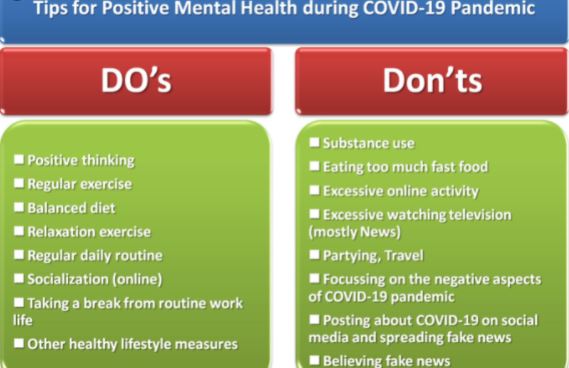 Tips for Positive Mental Health during COVID-19 Pandemic
DO's
Positive thinking
Regular exercise
Balanced diet
Relaxation exercise
Regular daily routine
Socialization (online)
Taking a break from routine work
life
Other healthy lifestyle measures
Don'ts
Substance use
Eating too much fast food
Excessive online activity
Excessive watching television
(mostly News)
Partying, Travel
Focussing on the negative aspects
of COVID-19 pandemic
Posting about COVID-19 on social
media and spreading fake news
Believing fake news